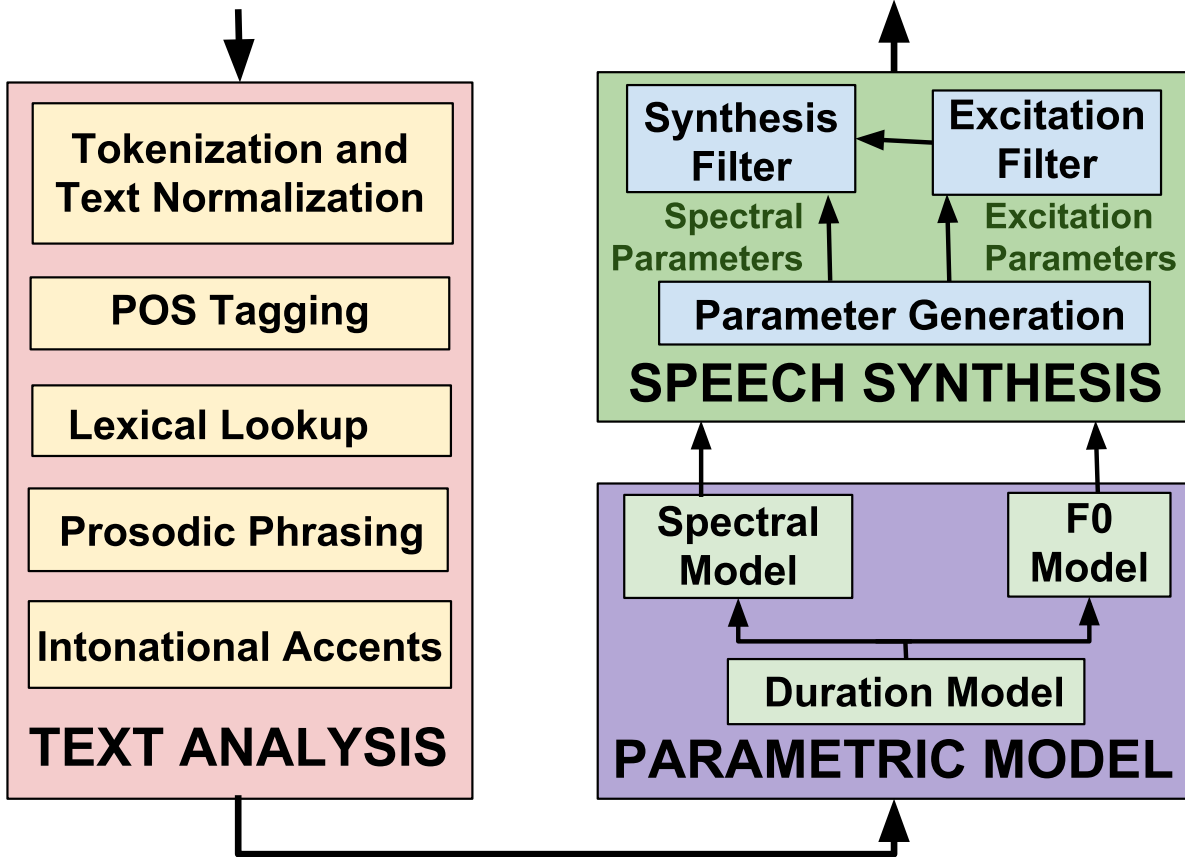 Tokenization and
Text Normalization
POS Tagging
Lexical Lookup
Prosodic Phrasing
Intonational Accents
TEXT ANALYSIS
Synthesis
Filter
Excitation
Filter
Spectral
Parameters
Excitation
Parameters
Parameter Generation
SPEECH SYNTHESIS
Spectral
Model
F0
Model
Duration Model
PARAMETRIC MODEL